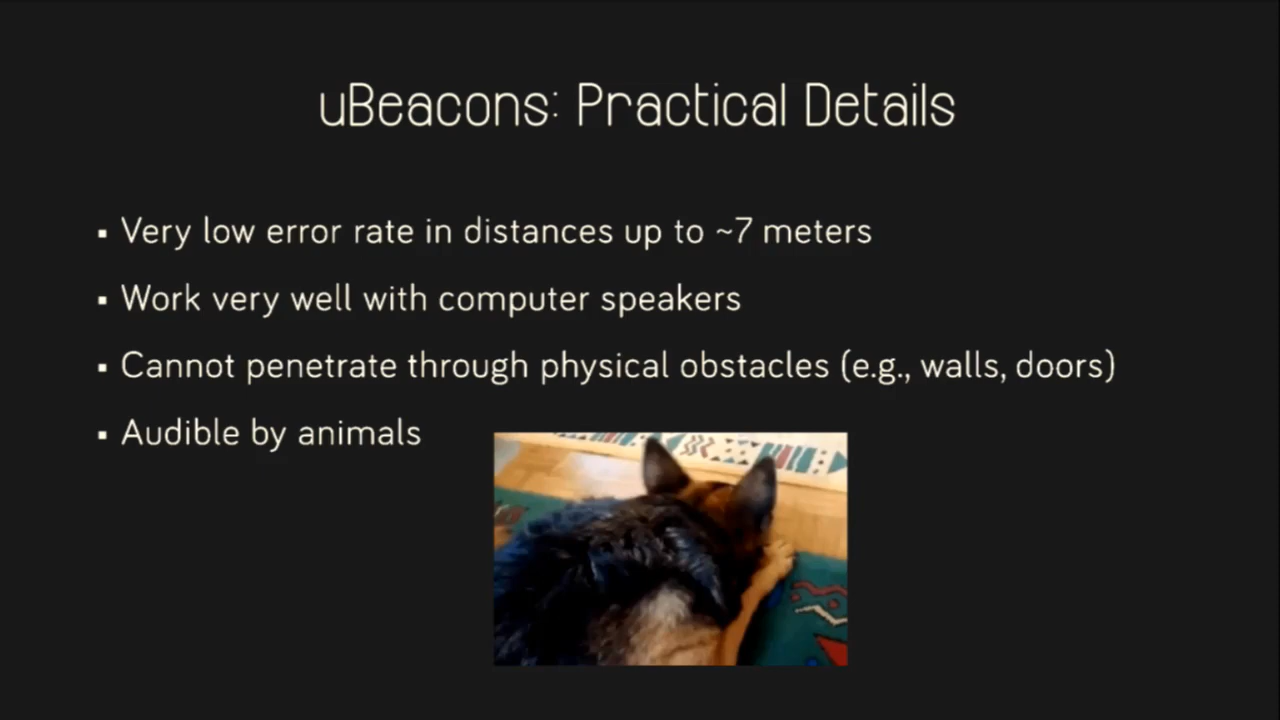 uBeacons: Practical Details
▪ Very low error rate in distances up to ~7 meters
▪ Work very well with computer speakers
▪ Cannot penetrate through physical obstacles (e.g., walls, doors)
▪ Audible by animals